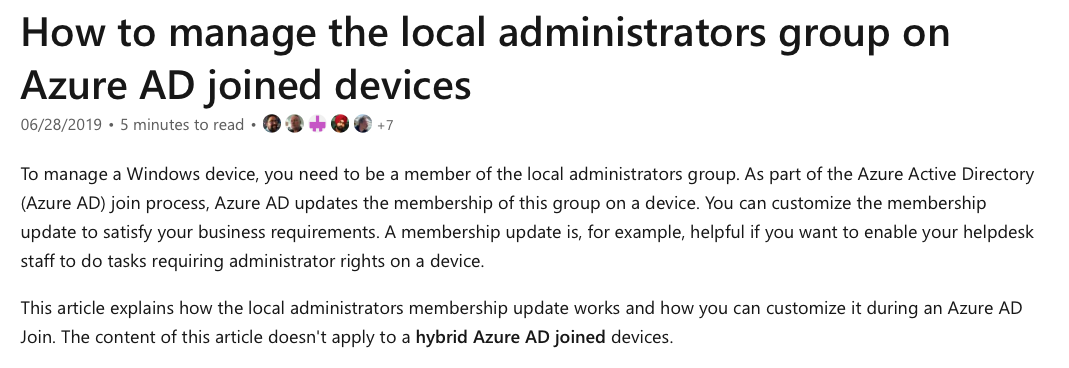 How to manage the local administrators group on
Azure AD joined devices
06/28/2019 • 5 minutes to read • +7
To manage a Windows device, you need to be a member of the local administrators group. As part of the Azure Active Directory
(Azure AD) join process, Azure AD updates the membership of this group on a device. You can customize the membership
update to satisfy your business requirements. A membership update is, for example, helpful if you want to enable your helpdesk
staff to do tasks requiring administrator rights on a device.
This article explains how the local administrators membership update works and how you can customize it during an Azure AD
Join. The content of this article doesn't apply to a hybrid Azure AD joined devices.